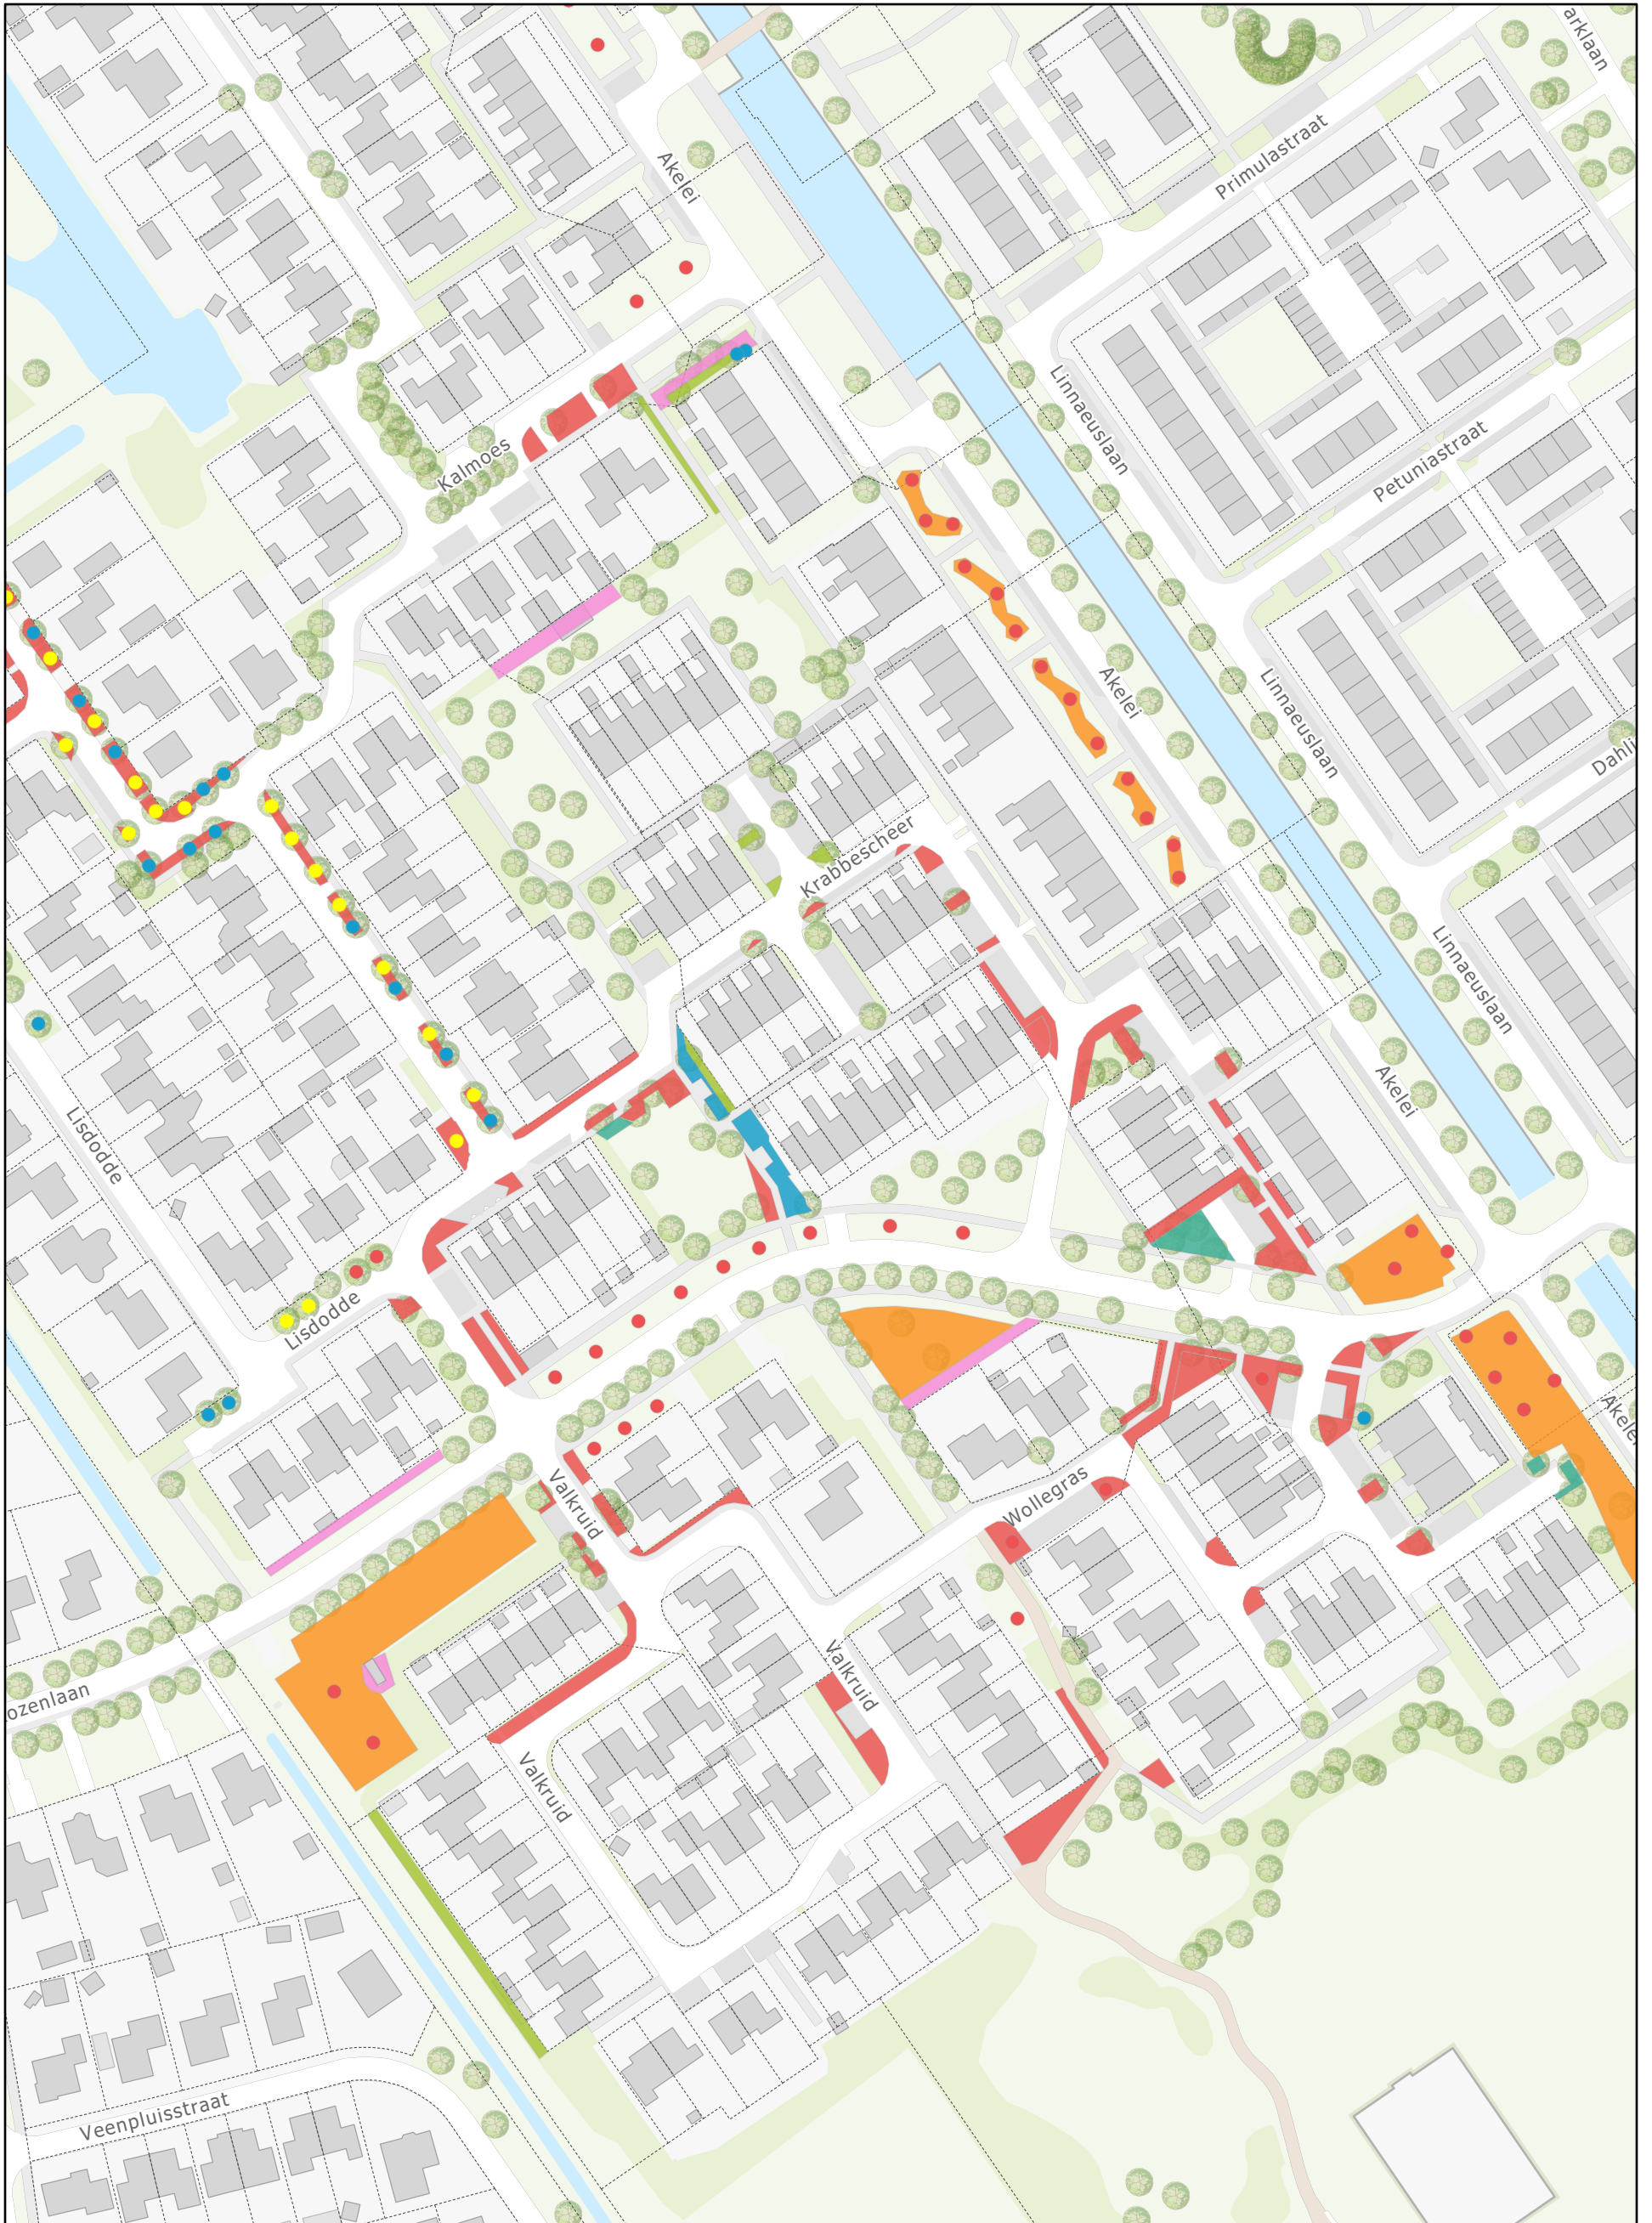 arklaan
Primulastraat
Akelei
Linnaeuslaan
Kalmoes
Petuniastraat
Akelei
Linnaeuslaan
Dahli
Krabbescheer
Linnaeuslaan
Akelei
Lisdodde
Lisdodde
Akelei
Valkruid
Wollegras
Valkruid
ozenlaan
Valkruid
Veenpluisstraat